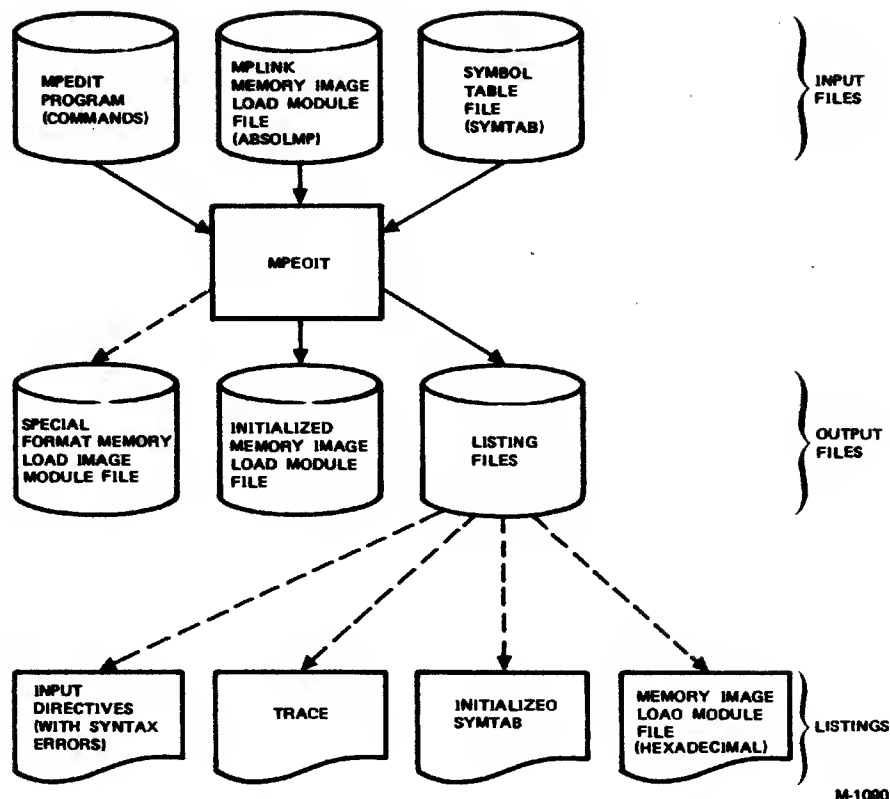 MPEDIT
PROGRAM
(COMMANDS)
MPLINK
MEMORY IMAGE
LOAD MODULE
FILE
(ABSOLMP)
SYMBOL
TABLE
FILE
(SYMTAB)
INPUT
FILES
MPEOIT
SPECIAL
FORMAT MEMORY
LOAD IMAGE
MODULE FILE
INITIALIZED
MEMORY IMAGE
LOAD MODULE
FILE
LISTING
FILES
OUTPUT
FILES
INPUT
DIRECTIVES
(WITH SYNTAX
ERRORS)
TRACE
INITIALIZEO
SYMTAB
MEMORY IMAGE
LOAO MODULE
FILE
(HEXADECIMAL)
LISTINGS
M-1090